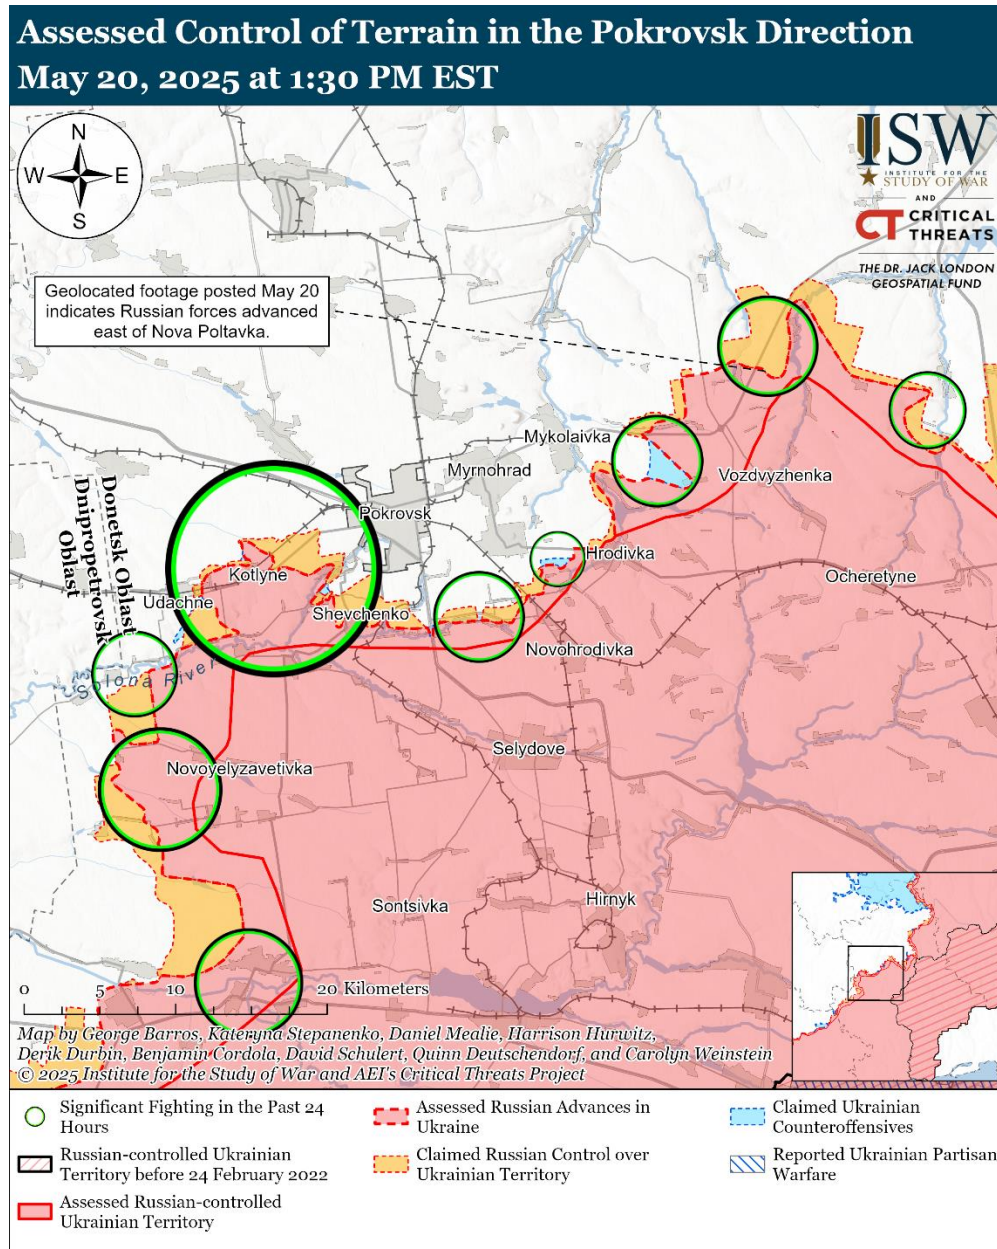 Assessed Control of Terrain in the Pokrovsk Direction
May 20, 2025 at 1:30 PM EST
N
W E
S
ISW
INSTITUTE FOR THE
STUDY OF WAR
AND
CT CRITICAL
THREATS
THE DR. JACK LONDON
GEOSPATIAL FUND
Geolocated footage posted May 20
indicates Russian forces advanced
east of Nova Poltavka.
Mykolaivka
Myrnohrad
Vozdvyzhenka
Pokrovsk
Donetsk Oblast
Dnipropetrovsk
Oblast
Hrodivka
Kotlyne
Ocheretyne
Udachne
Shevchenko
Novohrodivka
Solona River
Selydove
Novoyelyzavetivka
Sontsivka
Hirnyk
0 5 10 20 Kilometers
Map by George Barros, Kateryna Stepanenko, Daniel Mealie, Harrison Hurwitz,
Derik Durbin, Benjamin Cordola, David Schulert, Quinn Deutschendorf, and Carolyn Weinstein
© 2025 Institute for the Study of War and AEI's Critical Threats Project
Significant Fighting in the Past 24
Hours
Russian-controlled Ukrainian
Territory before 24 February 2022
Assessed Russian-controlled
Ukrainian Territory
Assessed Russian Advances in
Ukraine
Claimed Russian Control over
Ukrainian Territory
Claimed Ukrainian
Counteroffensives
Reported Ukrainian Partisan
Warfare